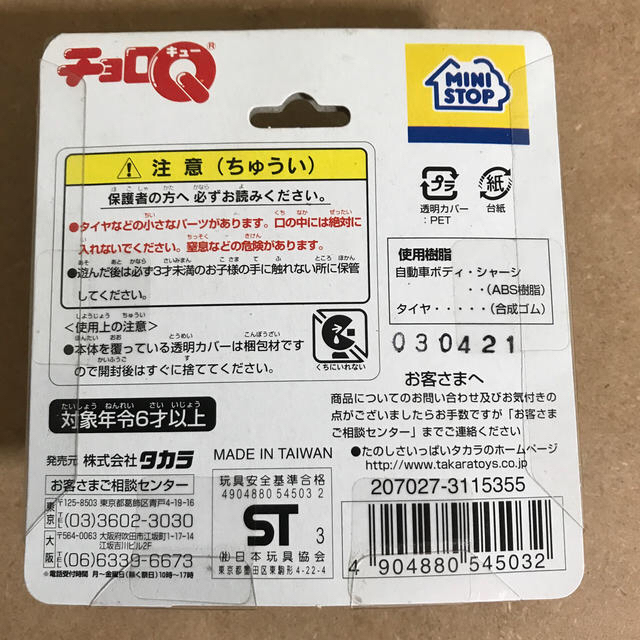 チョロQ®
キュー
MINI
STOP
注意(ちゅうい)
保護者の方へ 必ずお読みください。
●タイヤなどの小さなパーツがあります。口の中には絶対に
入れないでください。窒息などの危険があります。
●遊んだ後は必ず3才未満のお子様の手に触れない所に保管
してください。
<使用上の注意>
●本体を覆っている透明カバーは梱包材です
ので開封後はすぐに捨ててください。
くちにいれない
対象年令6才以上
プラ
透明カバー
:PET
紙
台紙
使用樹脂
自動車ボディ・シャーシ
・・(ABS樹脂)
タイヤ・・・・・(合成ゴム)
030421
お客さまへ
商品についてのお問い合わせ及びお気付きの
点がございましたらお手数ですが「お客さま
ご相談センター」までご連絡ください
●たのしさいっぱいタカラのホームページ
http://www.takaratoys.co.jp
発売元 株式会社 タカラ
お客さまご相談センター
東京
〒125-8503 東京都葛飾区青戸4-19-16
(03)3602-3030
大阪
〒564-0063 大阪府吹田市江坂町1-17-14
江坂吉川ビル2F
(06)6339-6673
*電話受付時間 月〜金曜日(除く祭日)10時〜17時
MADE IN TAIWAN
玩具安全基準合格
4904880 54503 2
ST 3
(社)日本玩具協会
東京都墨田区東駒形4-22-4
207027-3115355
4 904880 545032